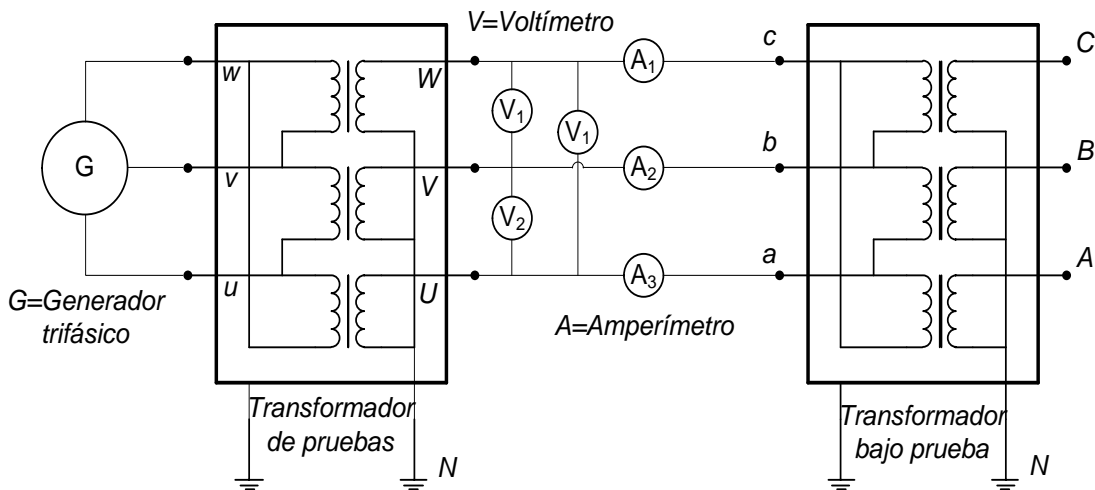 V=Voltímetro
w
W
A₁
c
C
V₁
V₁
G
v
V
A₂
b
B
V₂
u
U
A₃
a
A
G=Generador
trifásico
A=Amperímetro
Transformador
de pruebas
N
Transformador
bajo prueba
N